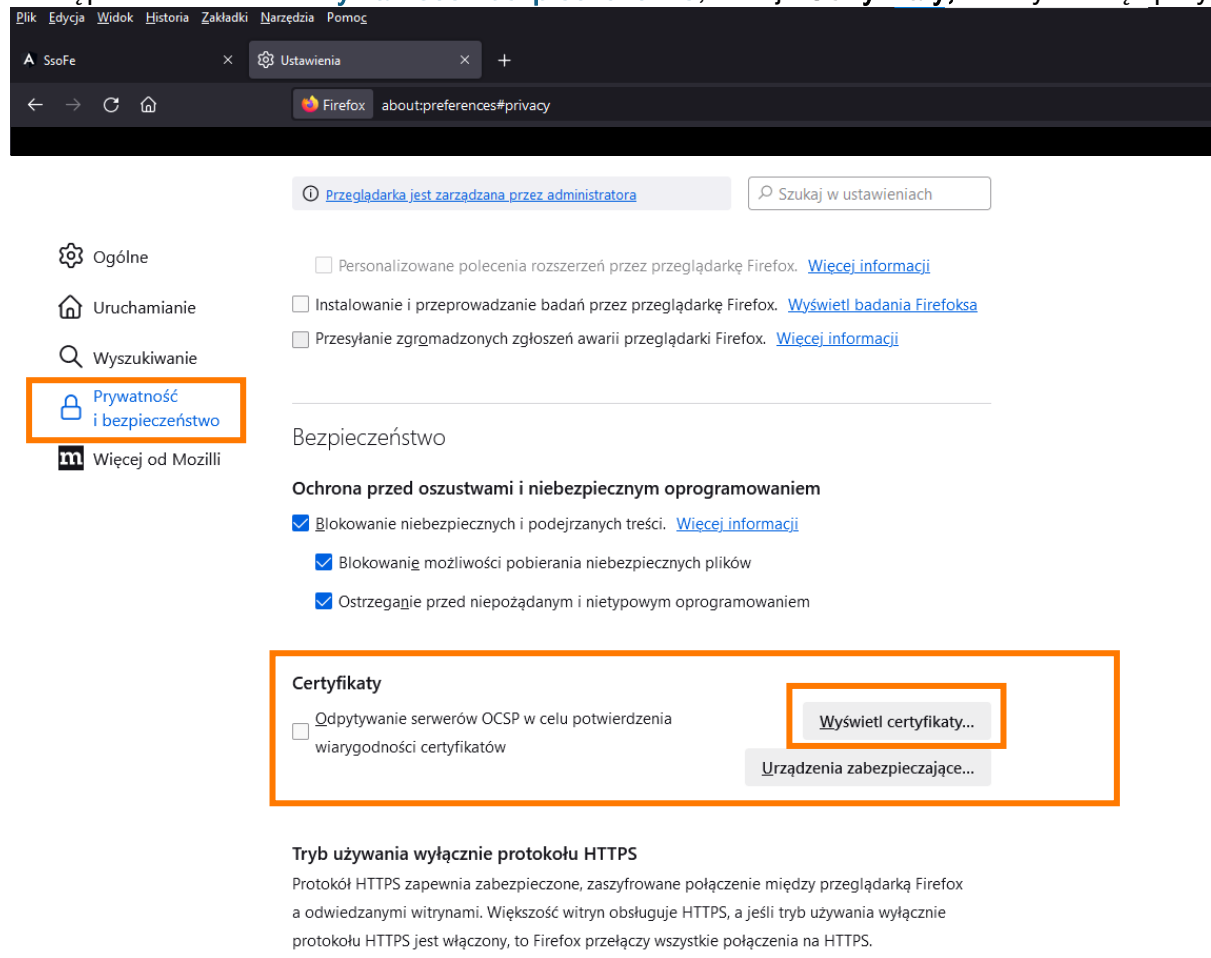 Plik Edycja Widok Historia Zakładki Narzędzia Pomoc
SsoFe
Ustawienia
Firefox about:preferences#privacy
Przeglądarka jest zarządzana przez administratora
Szukaj w ustawieniach
Ogólne
Uruchamianie
Wyszukiwanie
Prywatność
i bezpieczeństwo
Więcej od Mozilli
Personalizowane polecenia rozszerzeń przez przeglądarkę Firefox. Więcej informacji
Instalowanie i przeprowadzanie badań przez przeglądarkę Firefox. Wyświetl badania Firefoksa
Przesyłanie zgromadzonych zgłoszeń awarii przeglądarki Firefox. Więcej informacji
Bezpieczeństwo
Ochrona przed oszustwami i niebezpiecznym oprogramowaniem
Blokowanie niebezpiecznych i podejrzanych treści. Więcej informacji
Blokowanie możliwości pobierania niebezpiecznych plików
Ostrzeganie przed niepożądanym i nietypowym oprogramowaniem
Certyfikaty
Odpytywanie serwerów OCSP w celu potwierdzenia
wiarygodności certyfikatów
Wyświetl certyfikaty...
Urządzenia zabezpieczające...
Tryb używania wyłącznie protokołu HTTPS
Protokół HTTPS zapewnia zabezpieczone, zaszyfrowane połączenie między przeglądarką Firefox
a odwiedzanymi witrynami. Większość witryn obsługuje HTTPS, a jeśli tryb używania wyłącznie
protokołu HTTPS jest włączony, to Firefox przełączy wszystkie połączenia na HTTPS.